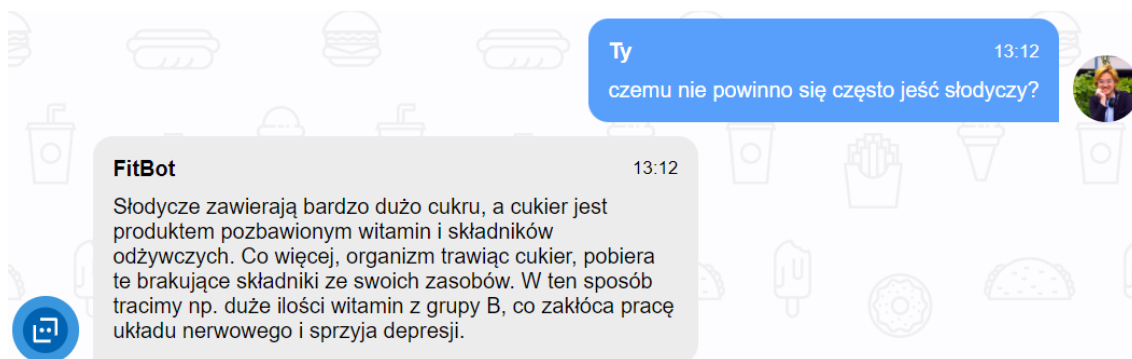 Ty 13:12
czemu nie powinno się często jeść słodyczy?
FitBot 13:12
Słodycze zawierają bardzo dużo cukru, a cukier jest
produktem pozbawionym witamin i składników
odżywczych. Co więcej, organizm trawiąc cukier, pobiera
te brakujące składniki ze swoich zasobów. W ten sposób
tracimy np. duże ilości witamin z grupy B, co zakłóca pracę
układu nerwowego i sprzyja depresji.